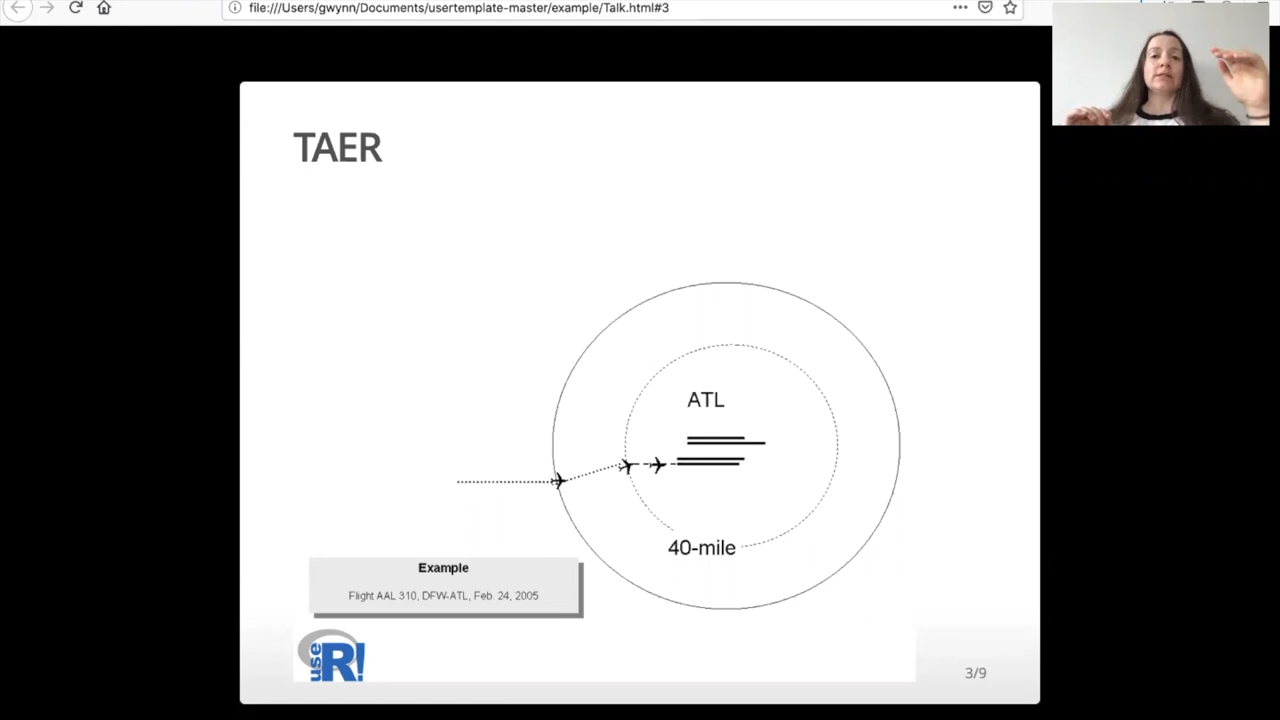 file:///Users/gwynn/Documents/usertemplate-master/example/Talk.html#3
TAER
ATL
40-mile
Example
Flight AAL 310, DFW-ATL, Feb. 24, 2005
use R!
3/9